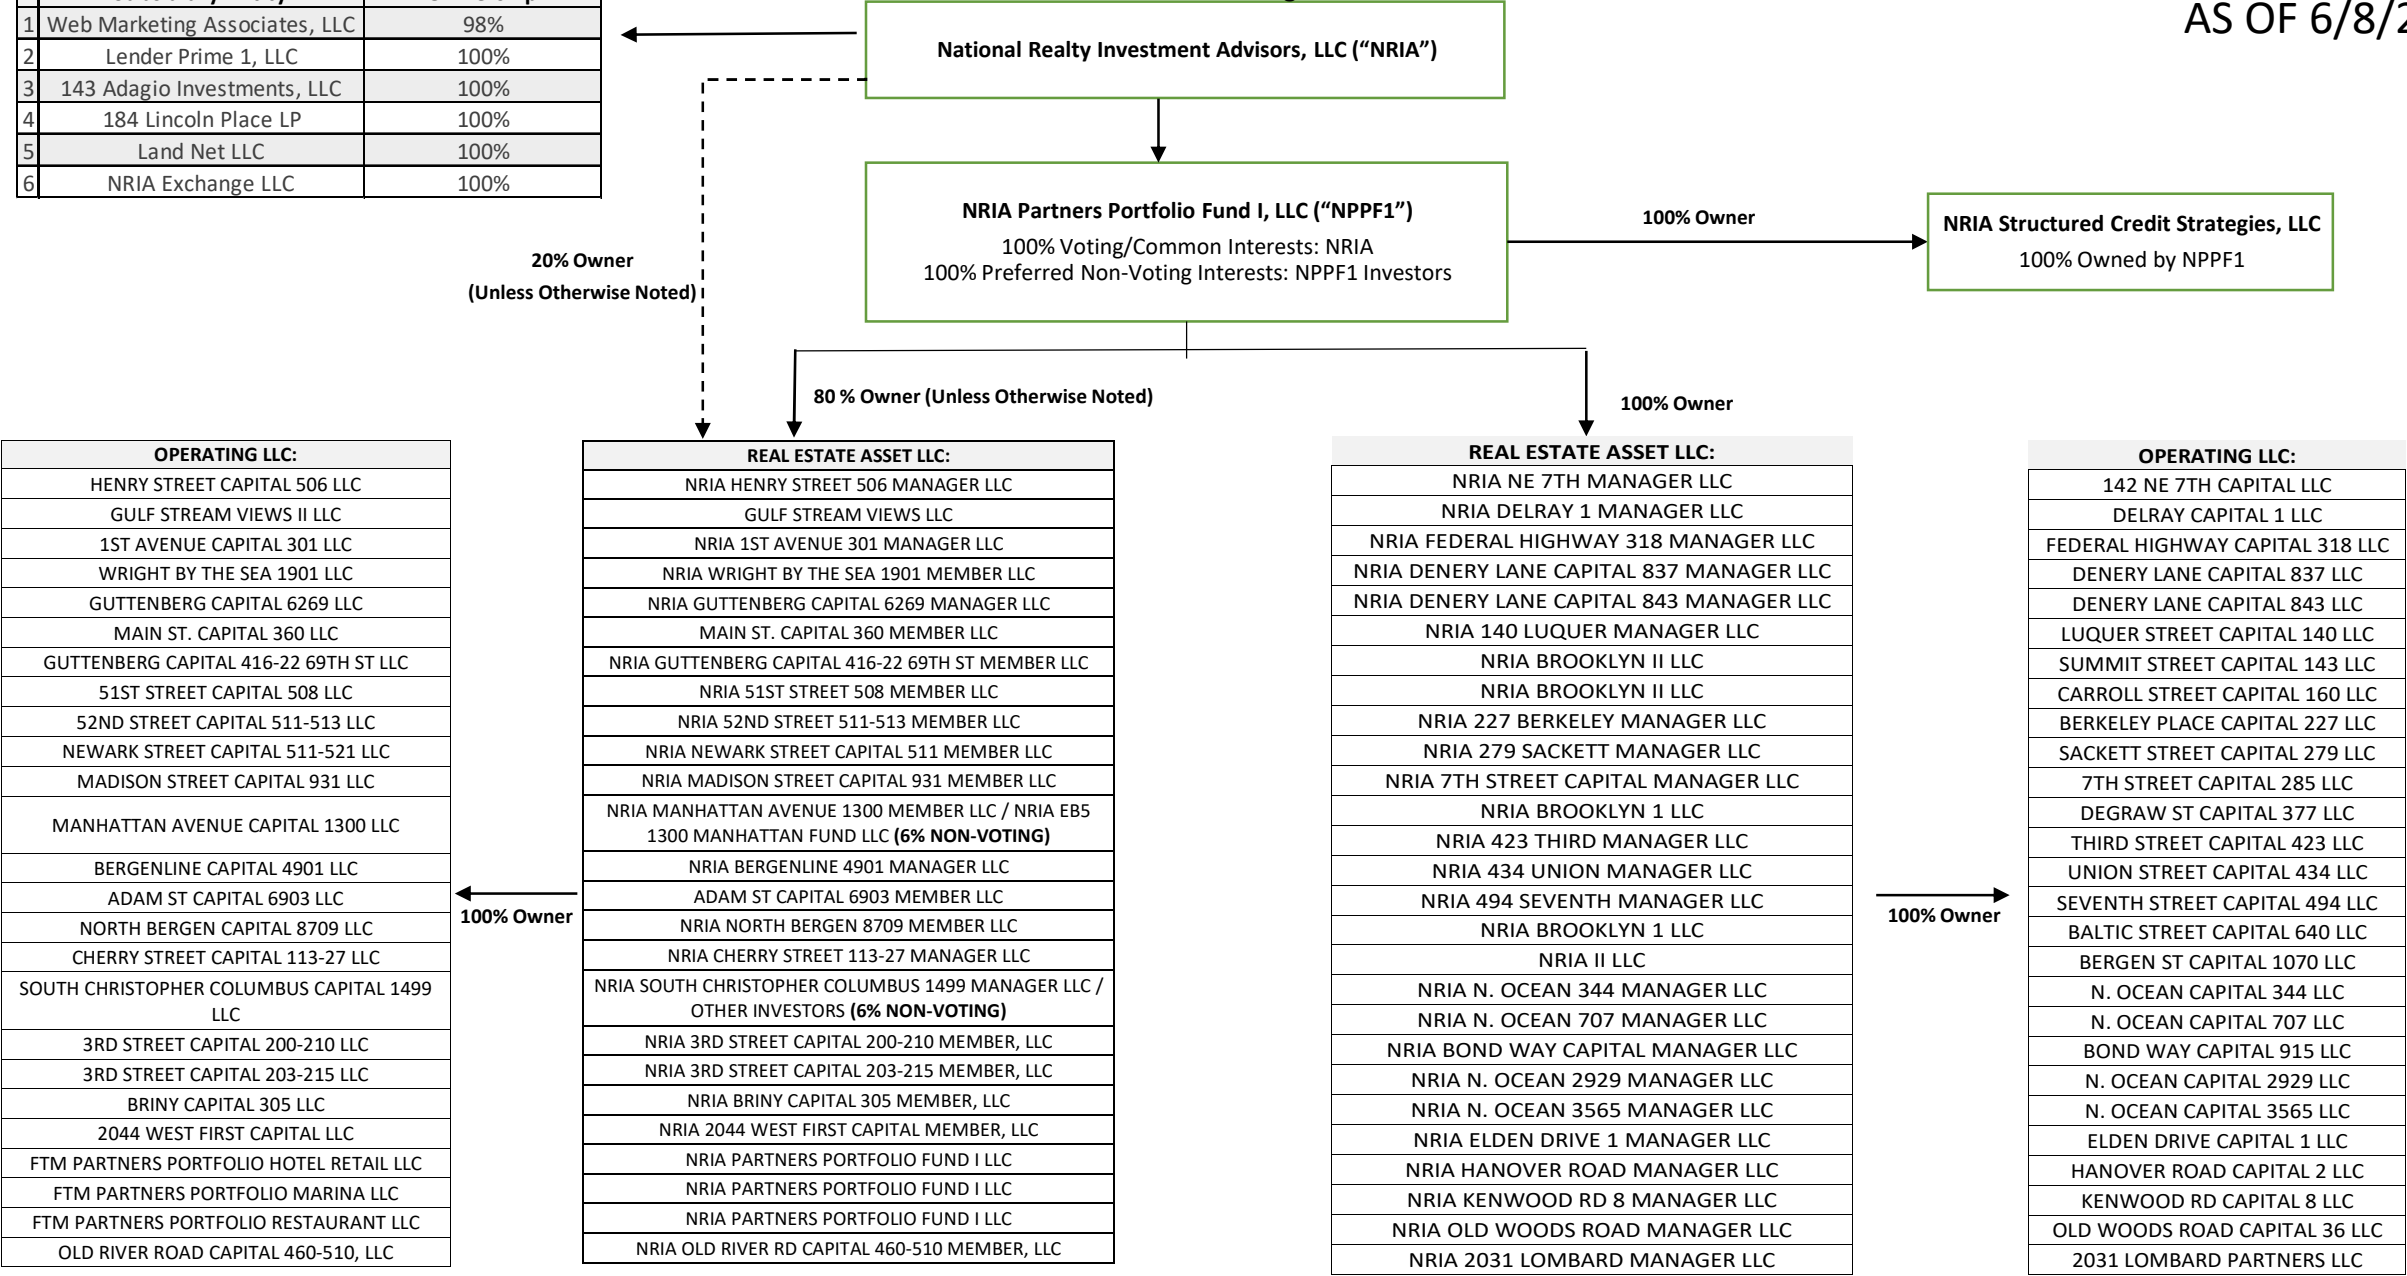 AS OF 6/8/2
1 Web Marketing Associates, LLC 98%
2 Lender Prime 1, LLC 100%
3 143 Adagio Investments, LLC 100%
4 184 Lincoln Place LP 100%
5 Land Net LLC 100%
6 NRIA Exchange LLC 100%
National Realty Investment Advisors, LLC (“NRIA”)
NRIA Partners Portfolio Fund I, LLC (“NPPF1”)
100% Voting/Common Interests: NRIA
100% Preferred Non-Voting Interests: NPPF1 Investors
100% Owner
NRIA Structured Credit Strategies, LLC
100% Owned by NPPF1
20% Owner
(Unless Otherwise Noted)
80 % Owner (Unless Otherwise Noted)
100% Owner
OPERATING LLC:
HENRY STREET CAPITAL 506 LLC
GULF STREAM VIEWS II LLC
1ST AVENUE CAPITAL 301 LLC
WRIGHT BY THE SEA 1901 LLC
GUTTENBERG CAPITAL 6269 LLC
MAIN ST. CAPITAL 360 LLC
GUTTENBERG CAPITAL 416-22 69TH ST LLC
51ST STREET CAPITAL 508 LLC
52ND STREET CAPITAL 511-513 LLC
NEWARK STREET CAPITAL 511-521 LLC
MADISON STREET CAPITAL 931 LLC
MANHATTAN AVENUE CAPITAL 1300 LLC
BERGENLINE CAPITAL 4901 LLC
ADAM ST CAPITAL 6903 LLC
NORTH BERGEN CAPITAL 8709 LLC
CHERRY STREET CAPITAL 113-27 LLC
SOUTH CHRISTOPHER COLUMBUS CAPITAL 1499
LLC
3RD STREET CAPITAL 200-210 LLC
3RD STREET CAPITAL 203-215 LLC
BRINY CAPITAL 305 LLC
2044 WEST FIRST CAPITAL LLC
FTM PARTNERS PORTFOLIO HOTEL RETAIL LLC
FTM PARTNERS PORTFOLIO MARINA LLC
FTM PARTNERS PORTFOLIO RESTAURANT LLC
OLD RIVER ROAD CAPITAL 460-510, LLC
100% Owner
REAL ESTATE ASSET LLC:
NRIA HENRY STREET 506 MANAGER LLC
GULF STREAM VIEWS LLC
NRIA 1ST AVENUE 301 MANAGER LLC
NRIA WRIGHT BY THE SEA 1901 MEMBER LLC
NRIA GUTTENBERG CAPITAL 6269 MANAGER LLC
MAIN ST. CAPITAL 360 MEMBER LLC
NRIA GUTTENBERG CAPITAL 416-22 69TH ST MEMBER LLC
NRIA 51ST STREET 508 MEMBER LLC
NRIA 52ND STREET 511-513 MEMBER LLC
NRIA NEWARK STREET CAPITAL 511 MEMBER LLC
NRIA MADISON STREET CAPITAL 931 MEMBER LLC
NRIA MANHATTAN AVENUE 1300 MEMBER LLC / NRIA EB5
1300 MANHATTAN FUND LLC (6% NON-VOTING)
NRIA BERGENLINE 4901 MANAGER LLC
ADAM ST CAPITAL 6903 MEMBER LLC
NRIA NORTH BERGEN 8709 MEMBER LLC
NRIA CHERRY STREET 113-27 MANAGER LLC
NRIA SOUTH CHRISTOPHER COLUMBUS 1499 MANAGER LLC /
OTHER INVESTORS (6% NON-VOTING)
NRIA 3RD STREET CAPITAL 200-210 MEMBER, LLC
NRIA 3RD STREET CAPITAL 203-215 MEMBER, LLC
NRIA BRINY CAPITAL 305 MEMBER, LLC
NRIA 2044 WEST FIRST CAPITAL MEMBER, LLC
NRIA PARTNERS PORTFOLIO FUND I LLC
NRIA PARTNERS PORTFOLIO FUND I LLC
NRIA PARTNERS PORTFOLIO FUND I LLC
NRIA OLD RIVER RD CAPITAL 460-510 MEMBER, LLC
REAL ESTATE ASSET LLC:
NRIA NE 7TH MANAGER LLC
NRIA DELRAY 1 MANAGER LLC
NRIA FEDERAL HIGHWAY 318 MANAGER LLC
NRIA DENERY LANE CAPITAL 837 MANAGER LLC
NRIA DENERY LANE CAPITAL 843 MANAGER LLC
NRIA 140 LUQUER MANAGER LLC
NRIA BROOKLYN II LLC
NRIA BROOKLYN II LLC
NRIA 227 BERKELEY MANAGER LLC
NRIA 279 SACKETT MANAGER LLC
NRIA 7TH STREET CAPITAL MANAGER LLC
NRIA BROOKLYN 1 LLC
NRIA 423 THIRD MANAGER LLC
NRIA 434 UNION MANAGER LLC
NRIA 494 SEVENTH MANAGER LLC
NRIA BROOKLYN 1 LLC
NRIA II LLC
NRIA N. OCEAN 344 MANAGER LLC
NRIA N. OCEAN 707 MANAGER LLC
NRIA BOND WAY CAPITAL MANAGER LLC
NRIA N. OCEAN 2929 MANAGER LLC
NRIA N. OCEAN 3565 MANAGER LLC
NRIA ELDEN DRIVE 1 MANAGER LLC
NRIA HANOVER ROAD MANAGER LLC
NRIA KENWOOD RD 8 MANAGER LLC
NRIA OLD WOODS ROAD MANAGER LLC
NRIA 2031 LOMBARD MANAGER LLC
100% Owner
OPERATING LLC:
142 NE 7TH CAPITAL LLC
DELRAY CAPITAL 1 LLC
FEDERAL HIGHWAY CAPITAL 318 LLC
DENERY LANE CAPITAL 837 LLC
DENERY LANE CAPITAL 843 LLC
LUQUER STREET CAPITAL 140 LLC
SUMMIT STREET CAPITAL 143 LLC
CARROLL STREET CAPITAL 160 LLC
BERKELEY PLACE CAPITAL 227 LLC
SACKETT STREET CAPITAL 279 LLC
7TH STREET CAPITAL 285 LLC
DEGRAW ST CAPITAL 377 LLC
THIRD STREET CAPITAL 423 LLC
UNION STREET CAPITAL 434 LLC
SEVENTH STREET CAPITAL 494 LLC
BALTIC STREET CAPITAL 640 LLC
BERGEN ST CAPITAL 1070 LLC
N. OCEAN CAPITAL 344 LLC
N. OCEAN CAPITAL 707 LLC
BOND WAY CAPITAL 915 LLC
N. OCEAN CAPITAL 2929 LLC
N. OCEAN CAPITAL 3565 LLC
ELDEN DRIVE CAPITAL 1 LLC
HANOVER ROAD CAPITAL 2 LLC
KENWOOD RD CAPITAL 8 LLC
OLD WOODS ROAD CAPITAL 36 LLC
2031 LOMBARD PARTNERS LLC